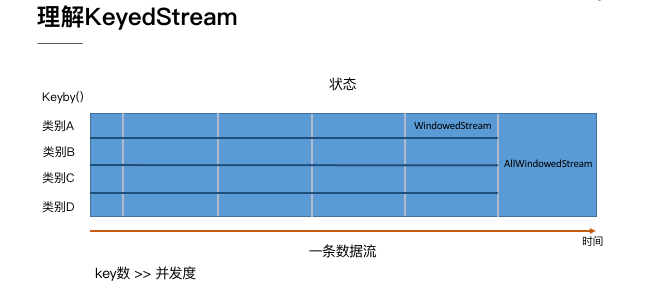 理解KeyedStream
状态
Keyby()
类别A
WindowedStream
类别B
AllWindowedStream
类别C
类别D
时间
一条数据流
key数 >> 并发度